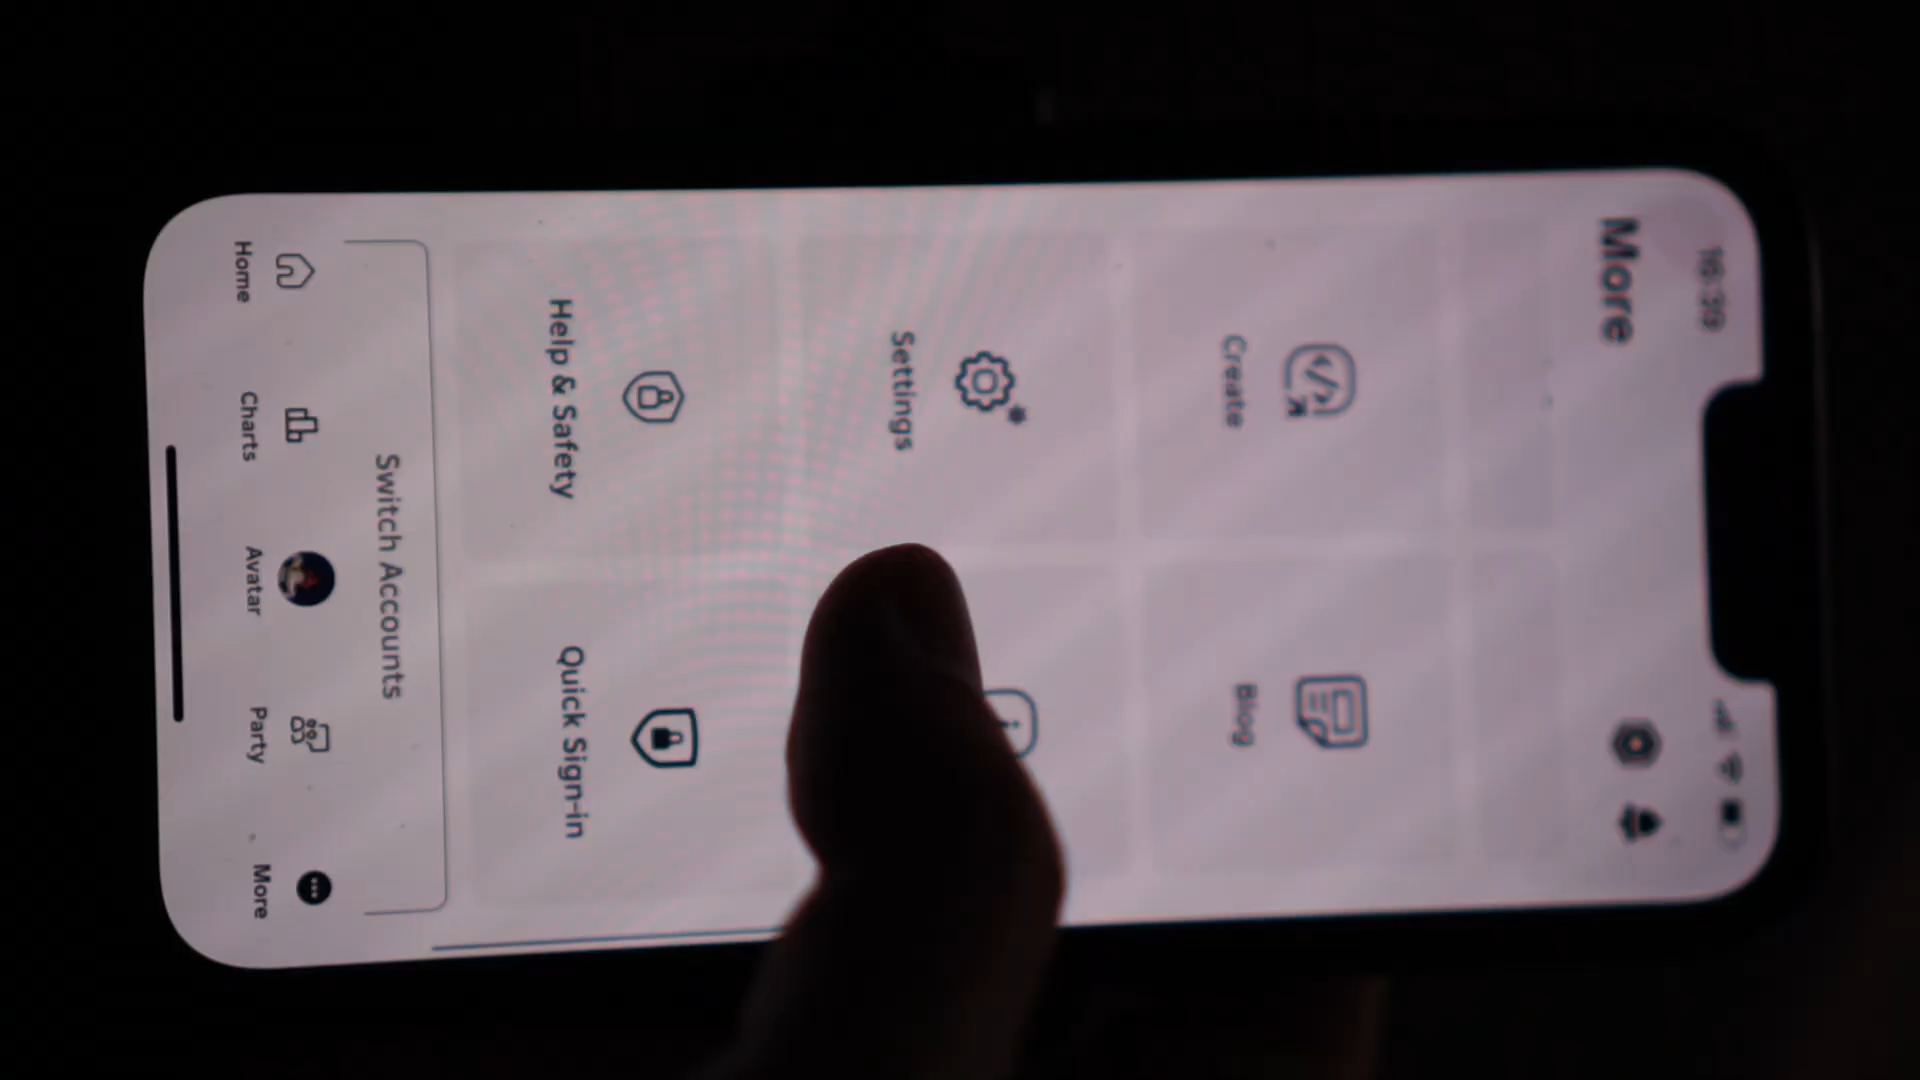 16:39
More
Create
Blog
Settings
Help & Safety
Quick Sign-in
Switch Accounts
Home
Charts
Avatar
Party
More